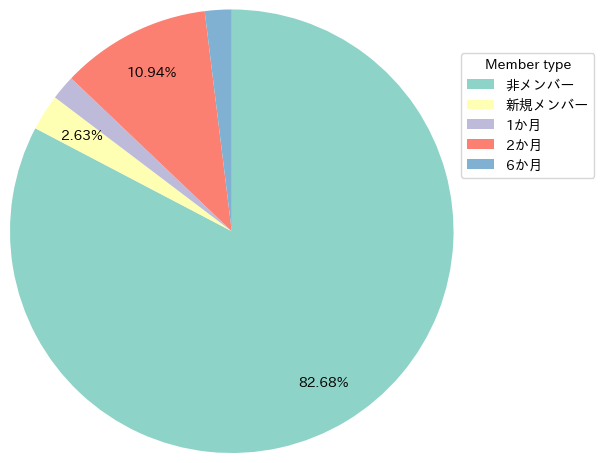 10.94%
2.63%
82.68%
Member type
非メンバー
新規メンバー
1か月
2か月
6か月